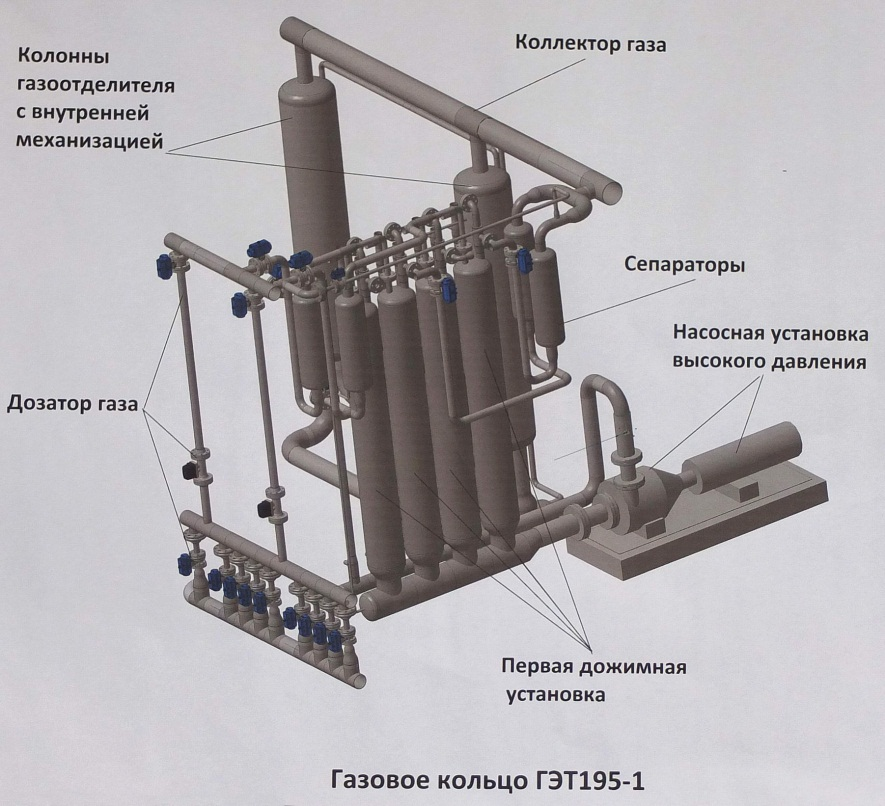 Колонны
газоотделителя
с внутренней
механизацией
Коллектор газа
Сепараторы
Насосная установка
высокого давления
Дозатор газа
Первая дожимная
установка
Газовое кольцо ГЭТ195-1